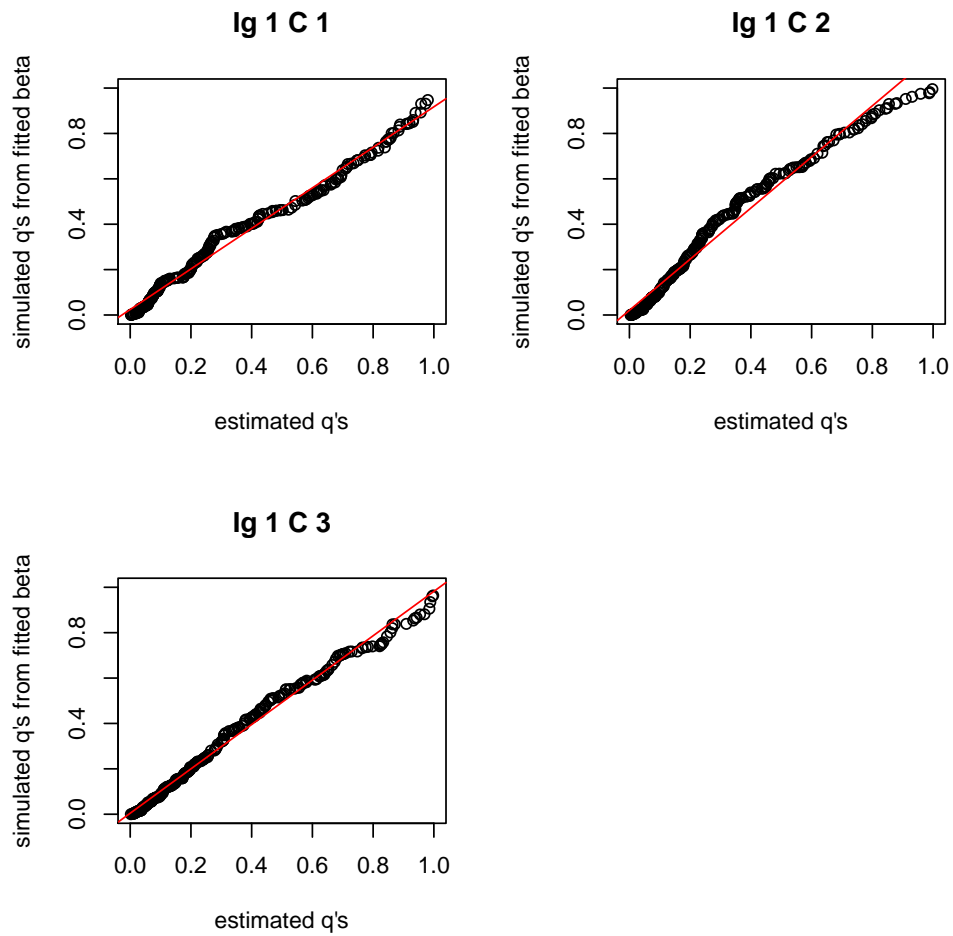 Ig 1 C 1
simulated q's from fitted beta
0.8
0.4
0.0
0.0 0.2 0.4 0.6 0.8 1.0
estimated q's
Ig 1 C 2
simulated q's from fitted beta
0.8
0.4
0.0
0.0 0.2 0.4 0.6 0.8 1.0
estimated q's
Ig 1 C 3
simulated q's from fitted beta
0.8
0.4
0.0
0.0 0.2 0.4 0.6 0.8 1.0
estimated q's